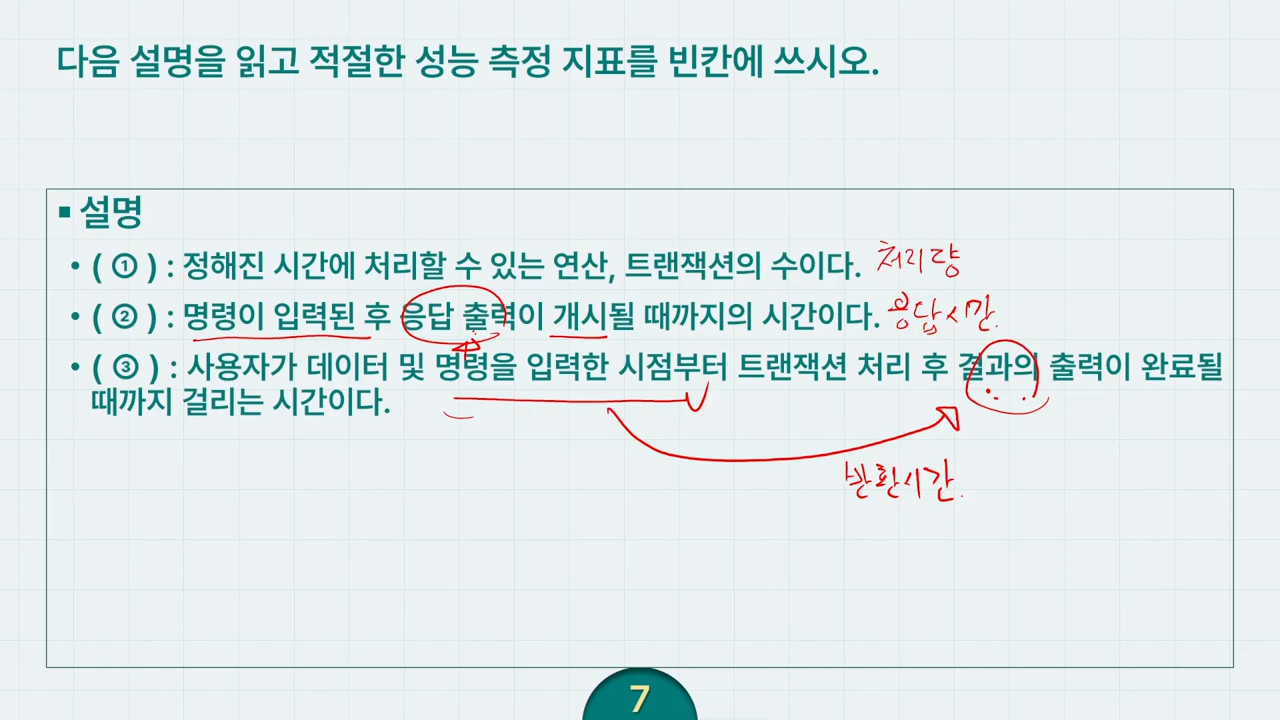 다음 설명을 읽고 적절한 성능 측정 지표를 빈칸에 쓰시오.
▪ 설명
• ( ① ) : 정해진 시간에 처리할 수 있는 연산, 트랜잭션의 수이다. 처리량
• ( ② ) : 명령이 입력된 후 응답 출력이 개시될 때까지의 시간이다. 응답시간.
• ( ③ ) : 사용자가 데이터 및 명령을 입력한 시점부터 트랜잭션 처리 후 결과의 출력이 완료될
때까지 걸리는 시간이다.
반환시간.
7